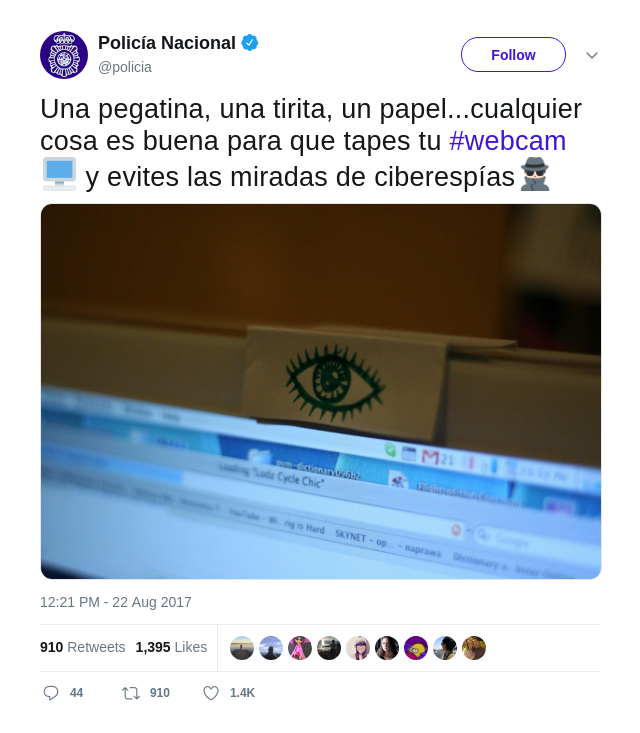 Policía Nacional
@policia
Follow
Una pegatina, una tirita, un papel...cualquier
cosa es buena para que tapes tu #webcam
y evites las miradas de ciberespías
21
Loading "Lodz Cycle Chic"
rig is Hard
SKYNET - op... - naprawa
Dictionary
Google
12:21 PM - 22 Aug 2017
910 Retweets 1,395 Likes
44 910 1.4K